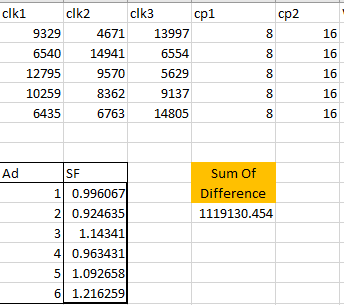 clk1 clk2 clk3 cp1 cp2
9329 4671 13997 8 16
6540 14941 6554 8 16
12795 9570 5629 8 16
10259 8362 9137 8 16
6435 6763 14805 8 16
Ad SF Sum Of
1 0.996067 Difference
2 0.924635 1119130.454
3 1.14341
4 0.963431
5 1.092658
6 1.216259